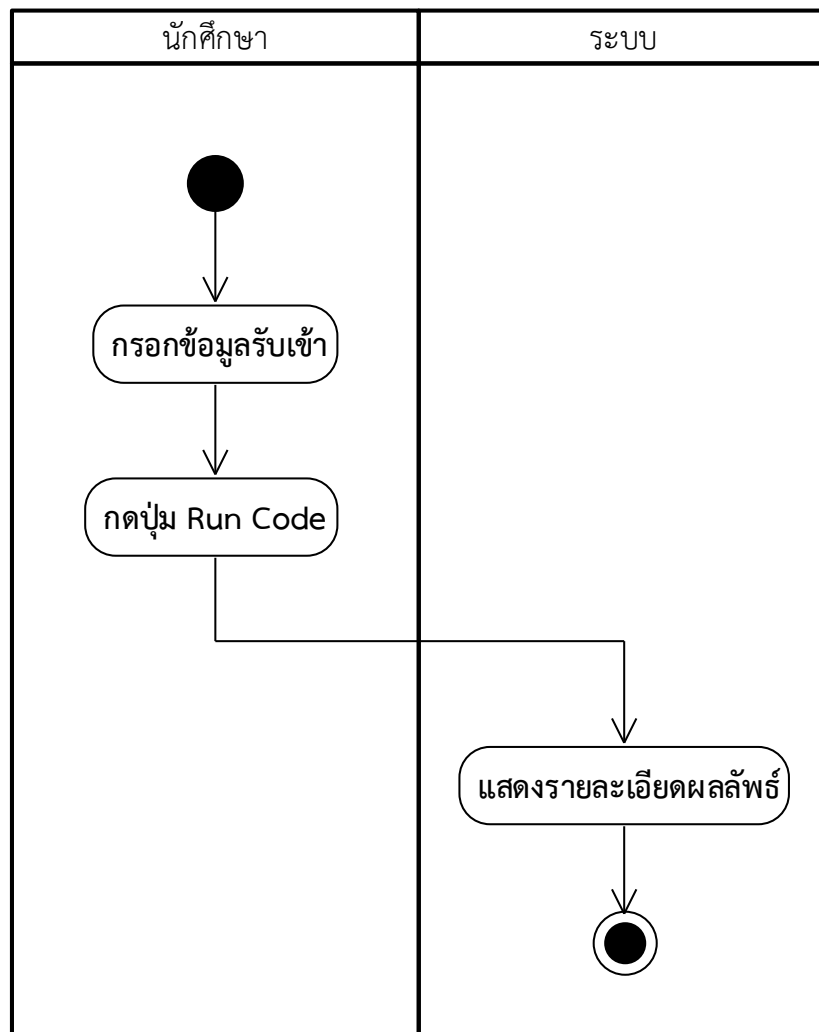 นักศึกษา
ระบบ
กรอกข้อมูลรับเข้า
กดปุ่ม Run Code
แสดงรายละเอียดผลลัพธ์